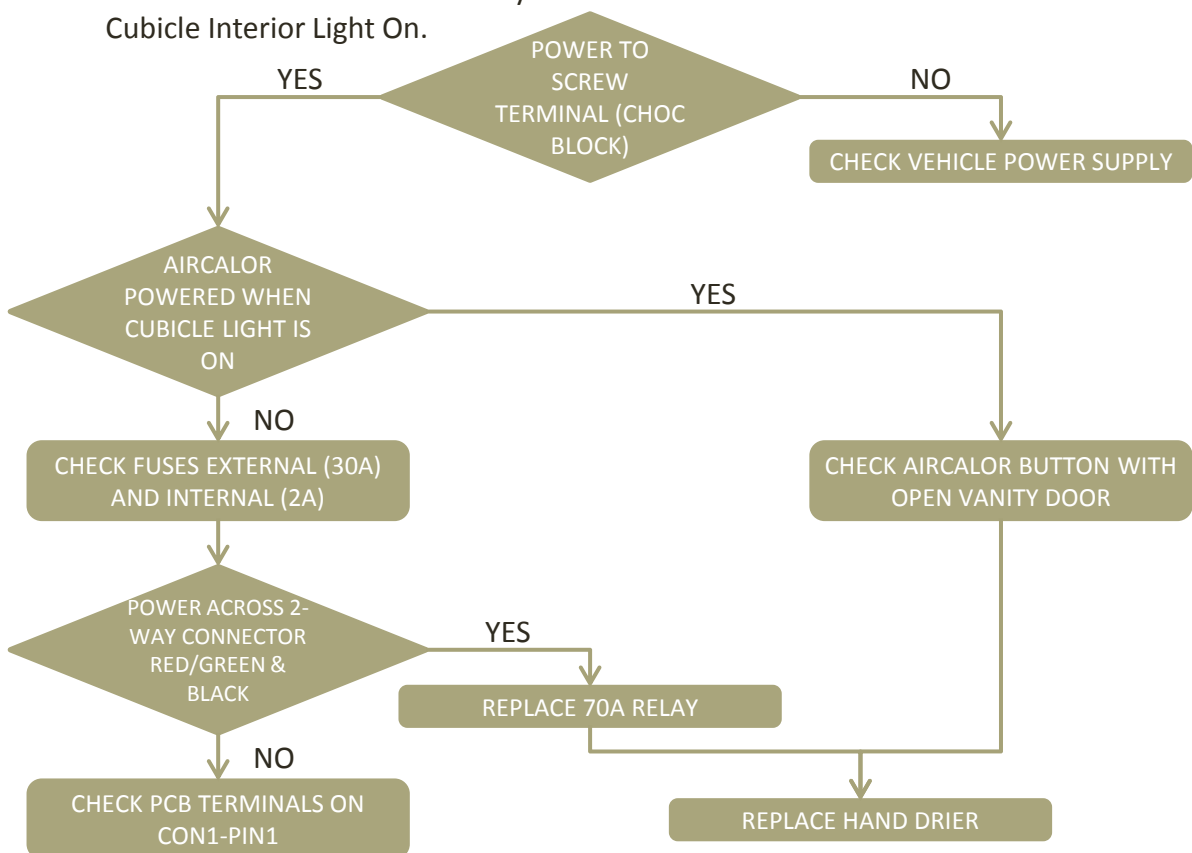 Cubicle Interior Light On.
POWER TO
SCREW
TERMINAL (CHOC
BLOCK)
YES
NO
CHECK VEHICLE POWER SUPPLY
AIRCALOR
POWERED WHEN
CUBICLE LIGHT IS
ON
YES
NO
CHECK FUSES EXTERNAL (30A)
AND INTERNAL (2A)
CHECK AIRCALOR BUTTON WITH
OPEN VANITY DOOR
POWER ACROSS 2-
WAY CONNECTOR
RED/GREEN &
BLACK
YES
REPLACE 70A RELAY
NO
CHECK PCB TERMINALS ON
CON1-PIN1
REPLACE HAND DRIER